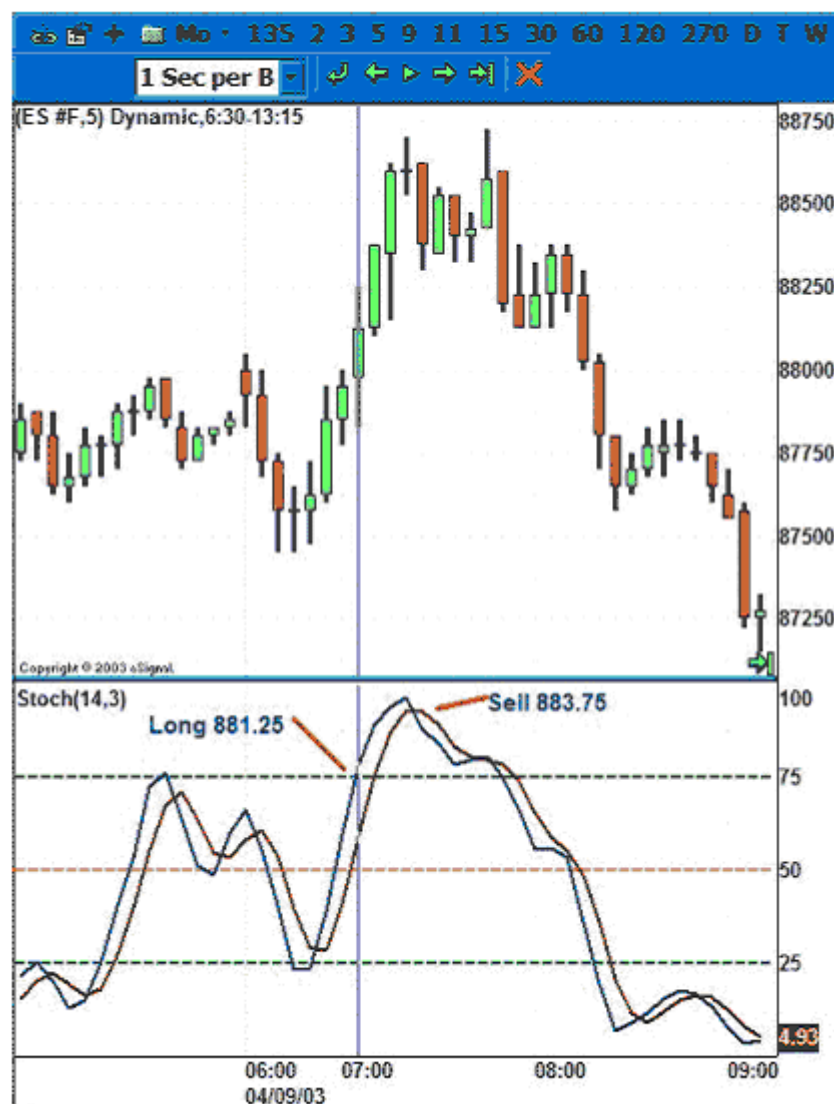 Mo 135 2 3 5 9 11 15 30 60 120 270 D T W
1 Sec per B
(ES #F,5) Dynamic,6:30-13:15
88750
88500
88250
88000
87750
87500
87250
Copyright © 2003 eSignal.
Stoch(14,3)
Long 881.25
Sell 883.75
100
75
50
25
4.93
06:00 07:00 08:00 09:00
04/09/03